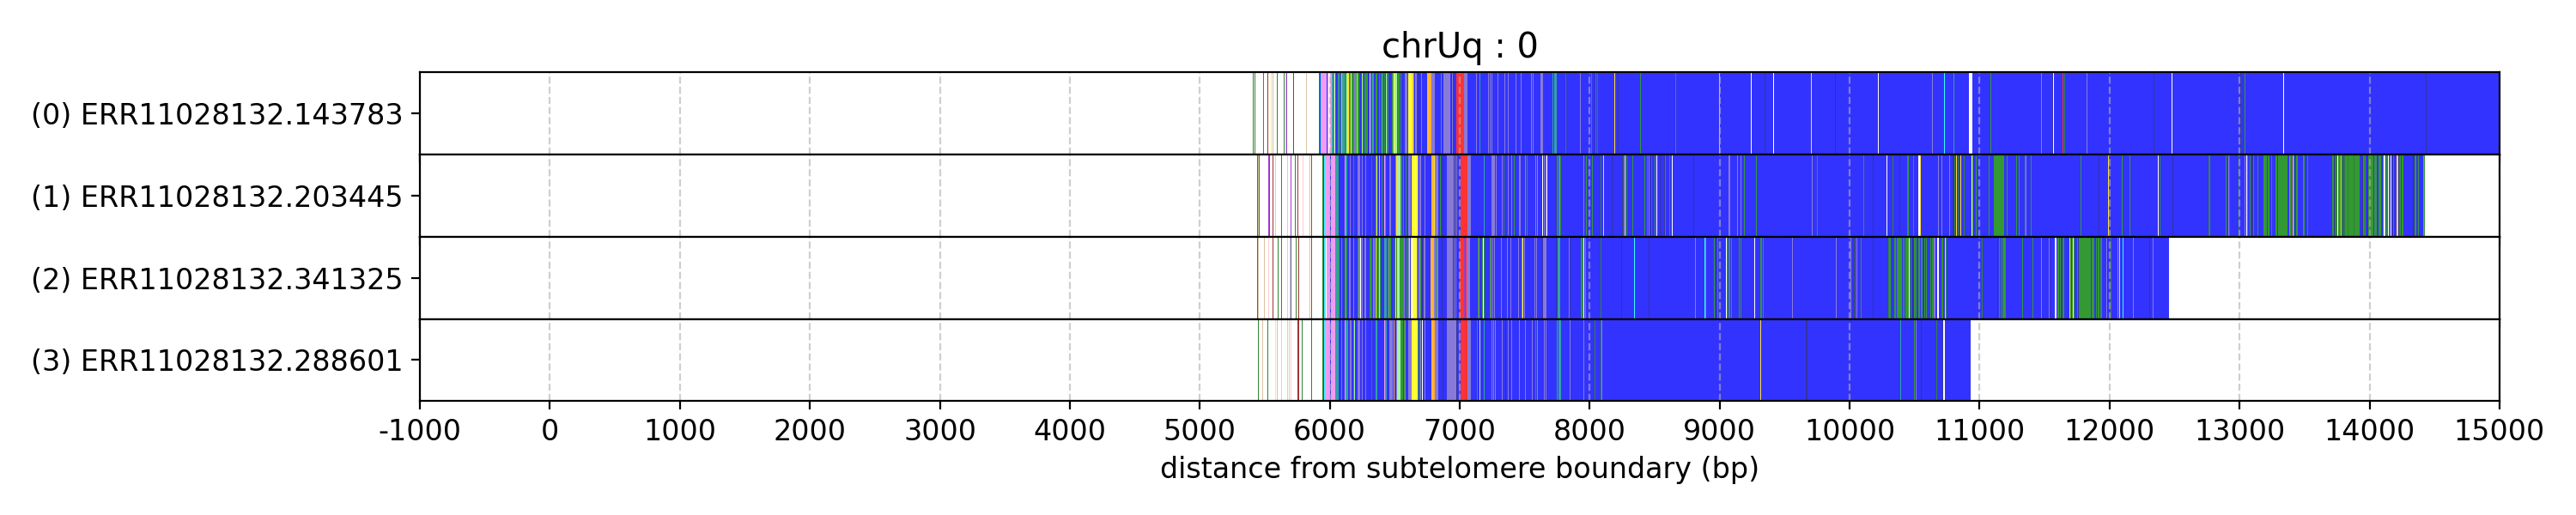 chrUq : 0
(0) ERR11028132.143783
(1) ERR11028132.203445
(2) ERR11028132.341325
(3) ERR11028132.288601
-1000 0 1000 2000 3000 4000 5000 6000 7000 8000 9000 10000 11000 12000 13000 14000 15000
distance from subtelomere boundary (bp)